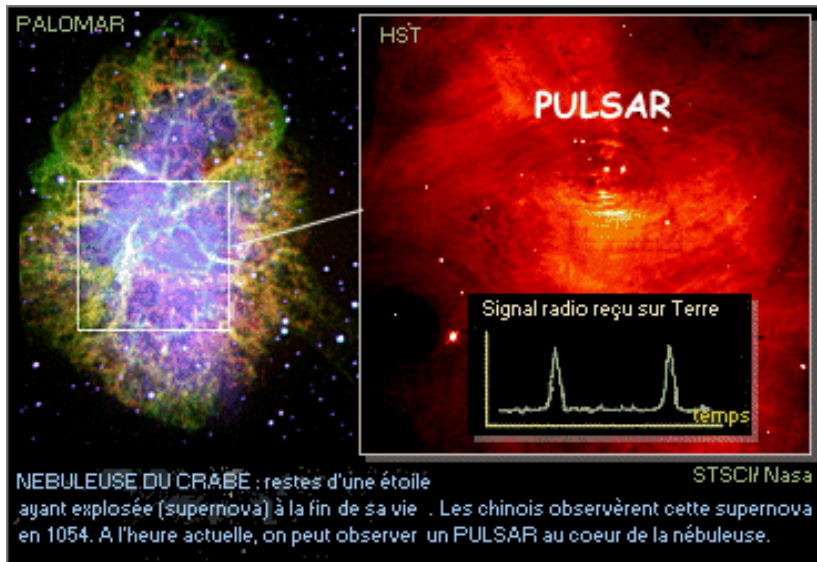 PALOMAR
HST
PULSAR
Signal radio reçu sur Terre
temps
STSCI/ Nasa
NEBULEUSE DU CRABE : restes d'une étoile
ayant explosée (supernova) à la fin de sa vie . Les chinois observèrent cette supernova
en 1054. A l'heure actuelle, on peut observer un PULSAR au coeur de la nébuleuse.